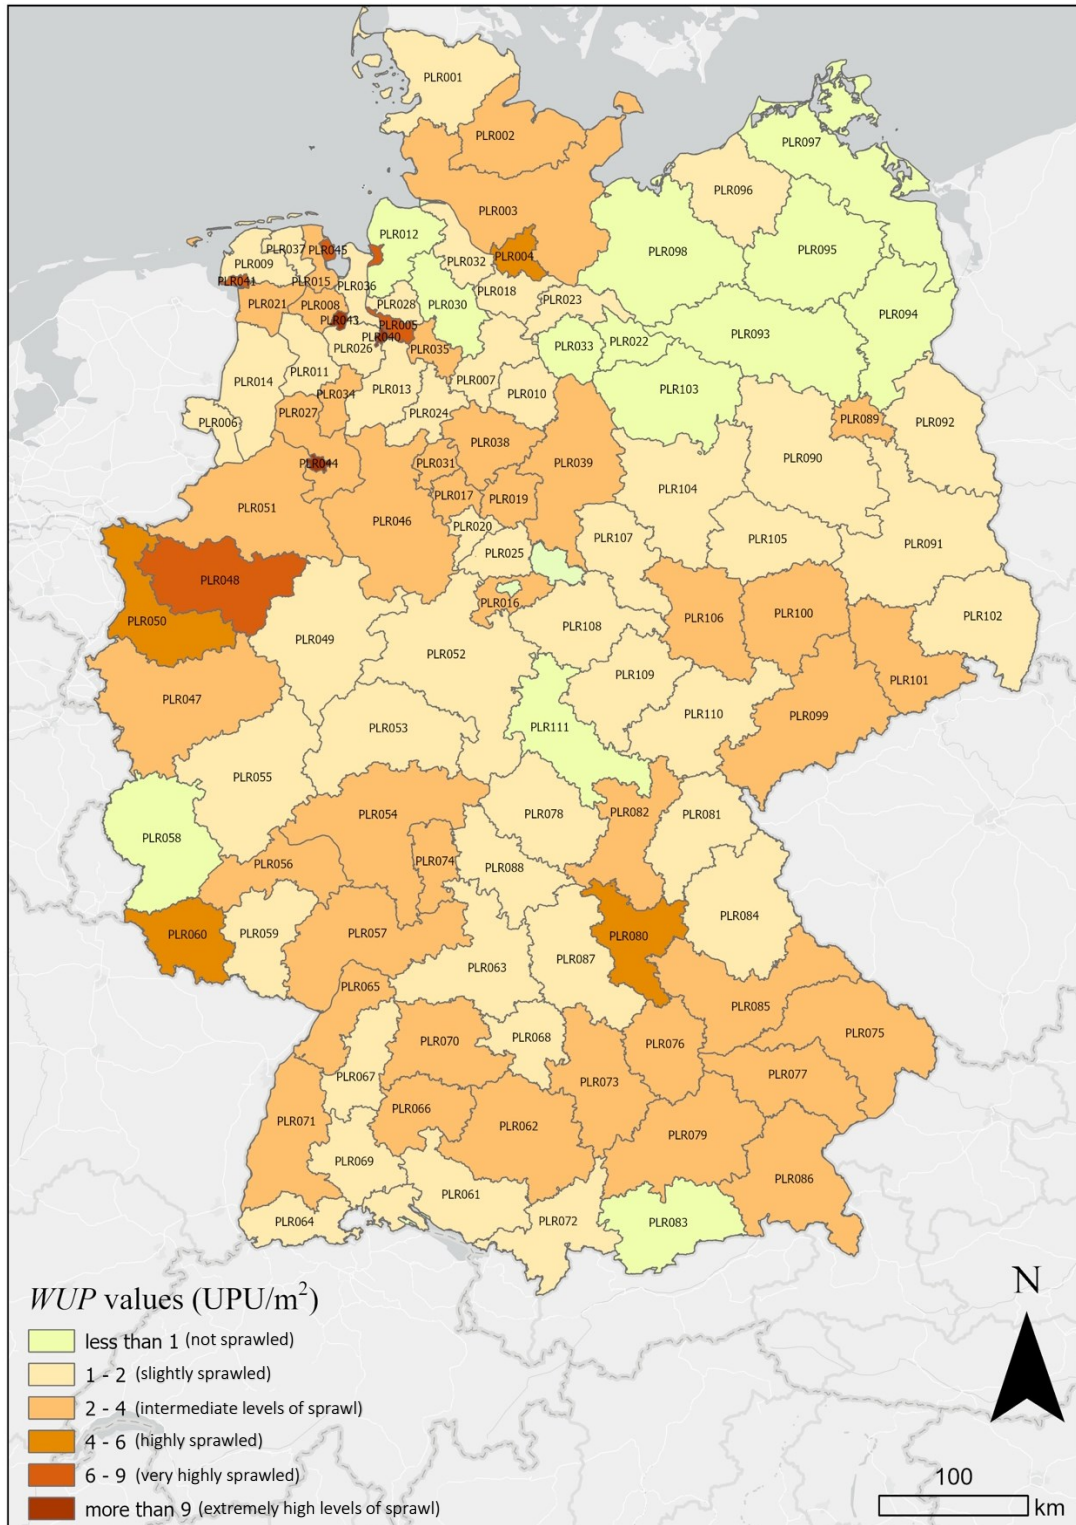 PLR001
PLR002
PLR097
PLR096
PLR003
PLR012
PLR037
PLR045
PLR098
PLR095
PLR004
PLR032
PLR009
PLR041
PLR015
PLR036
PLR018
PLR023
PLR021
PLR008
PLR028
PLR030
PLR094
PLR043
PLR005
PLR040
PLR093
PLR033
PLR022
PLR026
PLR035
PLR014
PLR011
PLR013
PLR007
PLR010
PLR103
PLR034
PLR006
PLR027
PLR024
PLR089
PLR092
PLR038
PLR090
PLR044
PLR031
PLR039
PLR104
PLR051
PLR046
PLR017
PLR019
PLR020
PLR107
PLR105
PLR091
PLR025
PLR048
PLR016
PLR050
PLR049
PLR108
PLR106
PLR100
PLR102
PLR052
PLR109
PLR101
PLR047
PLR110
PLR099
PLR053
PLR111
PLR055
PLR054
PLR078
PLR082
PLR081
PLR058
PLR056
PLR074
PLR088
PLR060
PLR059
PLR057
PLR080
PLR084
PLR087
PLR063
PLR065
PLR085
PLR075
PLR070
PLR068
PLR076
PLR067
PLR073
PLR077
PLR071
PLR066
PLR062
PLR079
PLR069
PLR086
PLR061
PLR064
PLR072
PLR083
WUP values (UPU/m²)
less than 1 (not sprawled)
1 - 2 (slightly sprawled)
2 - 4 (intermediate levels of sprawl)
4 - 6 (highly sprawled)
6 - 9 (very highly sprawled)
more than 9 (extremely high levels of sprawl)
N
100
km